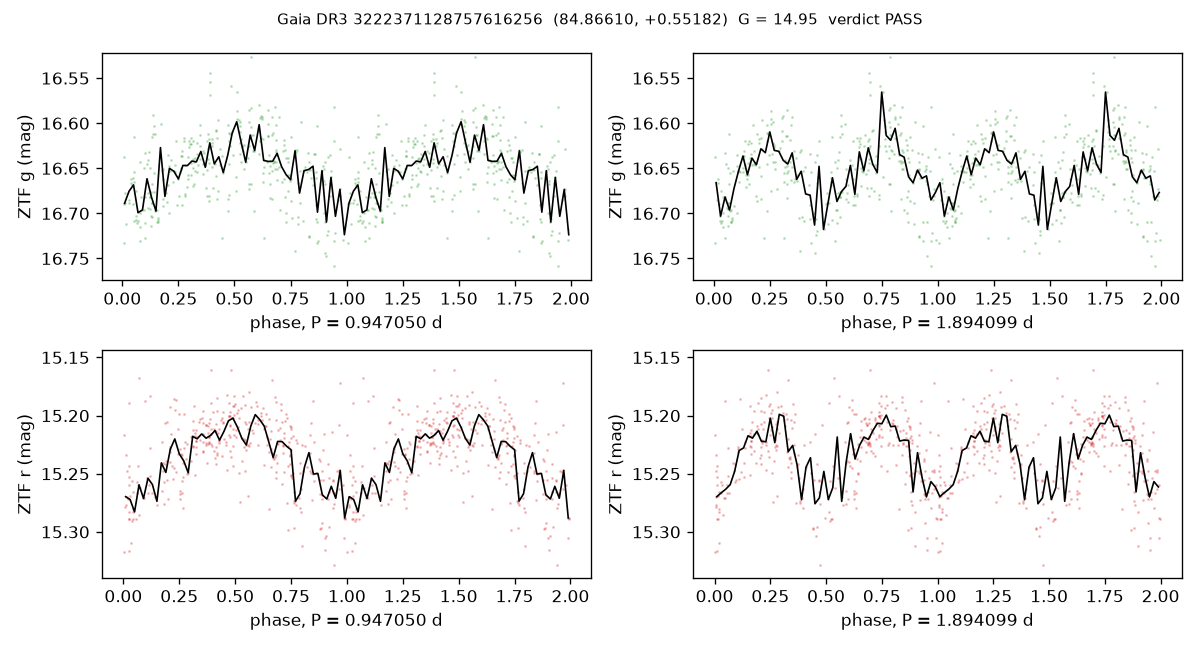 Gaia DR3 3222371128757616256 (84.86610, +0.55182) G = 14.95 verdict PASS
ZTF g (mag)
16.55
16.60
16.65
16.70
16.75
0.00 0.25 0.50 0.75 1.00 1.25 1.50 1.75 2.00
phase, P = 0.947050 d
ZTF g (mag)
16.55
16.60
16.65
16.70
16.75
0.00 0.25 0.50 0.75 1.00 1.25 1.50 1.75 2.00
phase, P = 1.894099 d
ZTF r (mag)
15.15
15.20
15.25
15.30
0.00 0.25 0.50 0.75 1.00 1.25 1.50 1.75 2.00
phase, P = 0.947050 d
ZTF r (mag)
15.15
15.20
15.25
15.30
0.00 0.25 0.50 0.75 1.00 1.25 1.50 1.75 2.00
phase, P = 1.894099 d